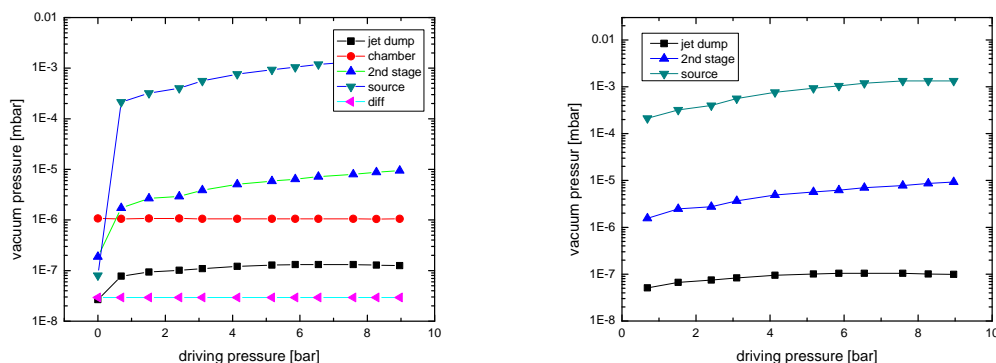 0.01
1E-3
1E-4
1E-5
1E-6
1E-7
1E-8
vacuum pressure [mbar]
0 2 4 6 8 10
driving pressure [bar]
jet dump
chamber
2nd stage
source
diff
0.01
1E-3
1E-4
1E-5
1E-6
1E-7
1E-8
vacuum pressur [mbar]
0 2 4 6 8 10
driving pressure [bar]
jet dump
2nd stage
source